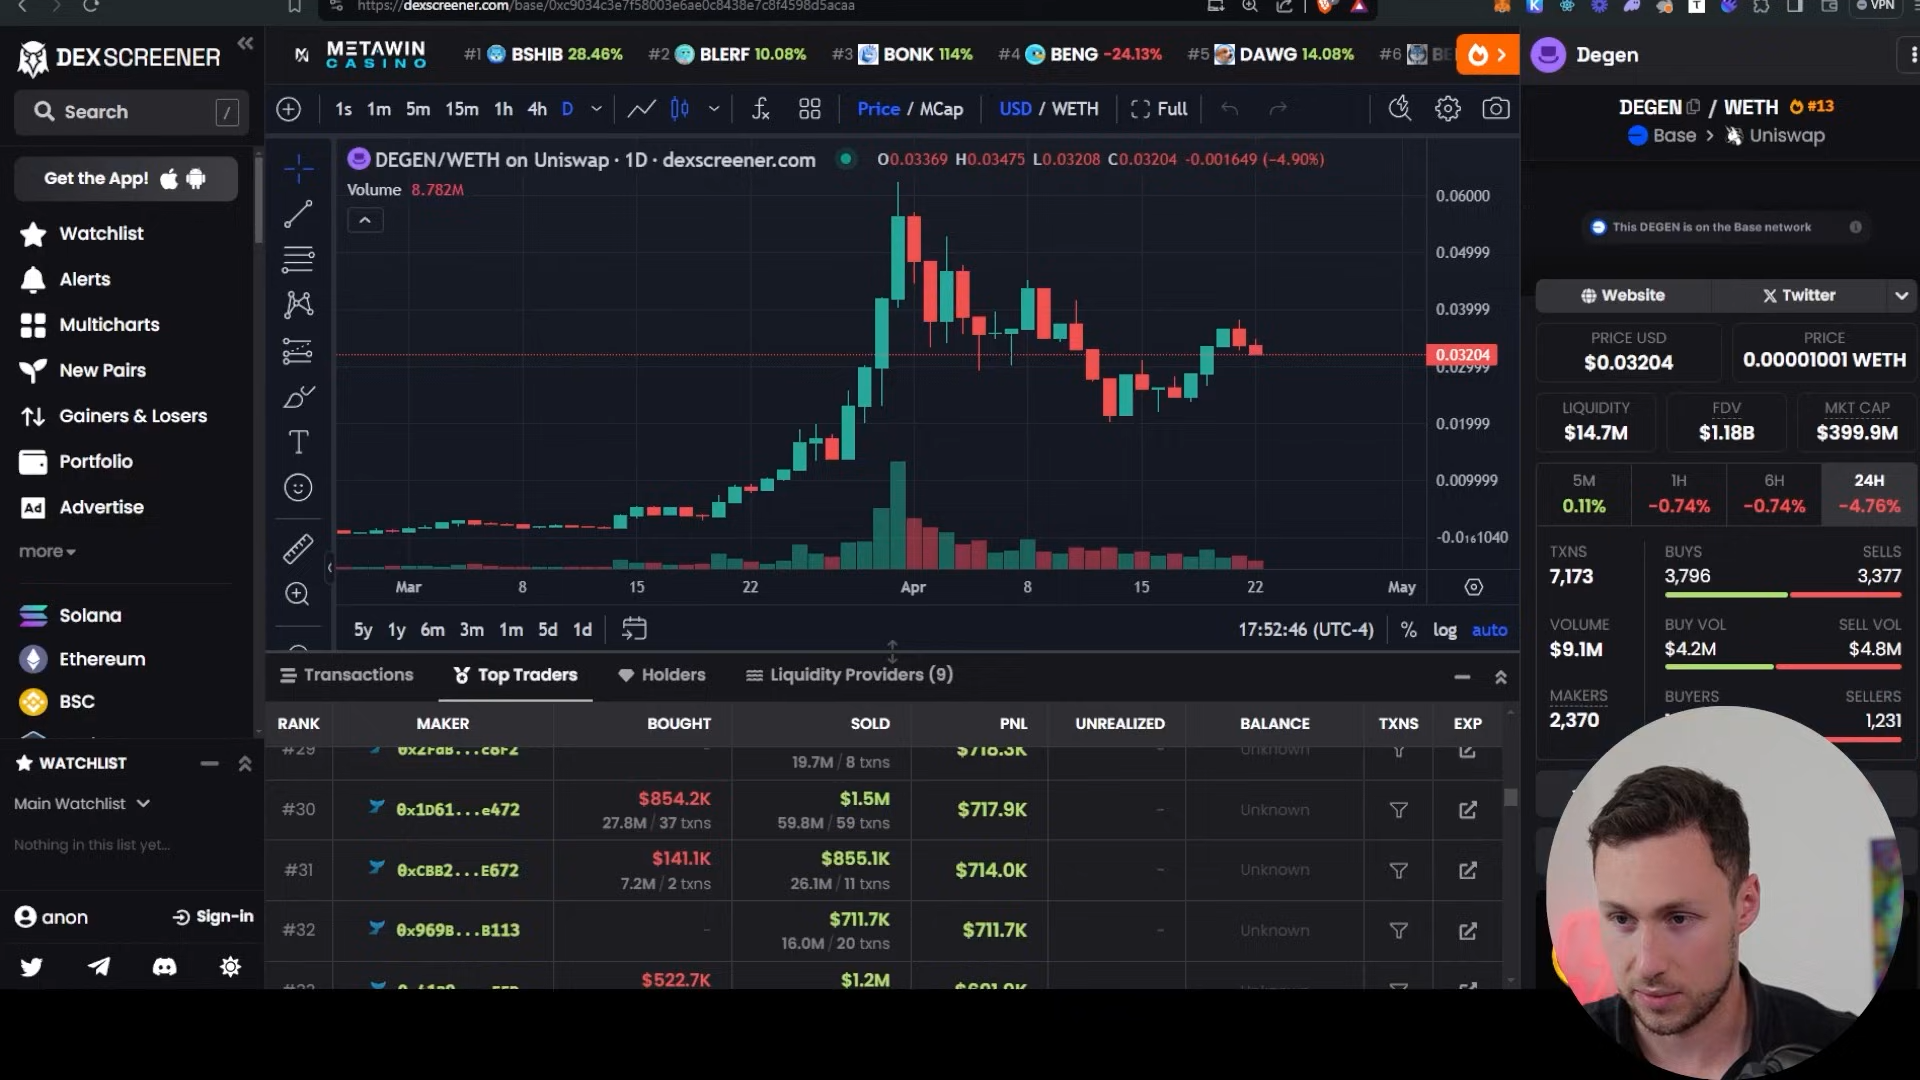 https://dexscreener.com/base/0xc9034c3e7f58003e6ae0c8438e7c8f4598d5acaa
VPN
DEX SCREENER
METAWIN CASINO
#1 BSHIB 28.46% #2 BLERF 10.08% #3 BONK 114% #4 BENG -24.13% #5 DAWG 14.08% #6
Degen
Search /
1s 1m 5m 15m 1h 4h D Price / MCap USD / WETH Full
DEGEN / WETH #13
Base > Uniswap
Get the App!
Watchlist
Alerts
Multicharts
New Pairs
Gainers & Losers
Portfolio
Ad Advertise
more
Solana
Ethereum
BSC
DEGEN/WETH on Uniswap · 1D · dexscreener.com O0.03369 H0.03475 L0.03208 C0.03204 -0.001649 (-4.90%)
Volume 8.782M
0.06000
0.04999
0.03999
0.03204
0.02999
0.01999
0.009999
-0.0₁₆1040
Mar 8 15 22 Apr 8 15 22 May
5y 1y 6m 3m 1m 5d 1d 17:52:46 (UTC-4) % log auto
This DEGEN is on the Base network
Website Twitter
PRICE USD
$0.03204
PRICE
0.00001001 WETH
LIQUIDITY
$14.7M
FDV
$1.18B
MKT CAP
$399.9M
5M 1H 6H 24H
0.11% -0.74% -0.74% -4.76%
TXNS
7,173
BUYS SELLS
3,796 3,377
VOLUME
$9.1M
BUY VOL SELL VOL
$4.2M $4.8M
MAKERS
2,370
BUYERS SELLERS
1,231
Transactions Top Traders Holders Liquidity Providers (9)
RANK MAKER BOUGHT SOLD PNL UNREALIZED BALANCE TXNS EXP
#29 0x2FdB...c8F2 - 19.7M / 8 txns $718.3K - Unknown
#30 0x1D61...e472 $854.2K $1.5M $717.9K - Unknown
27.8M / 37 txns 59.8M / 59 txns
#31 0xCBB2...E672 $141.1K $855.1K $714.0K - Unknown
7.2M / 2 txns 26.1M / 11 txns
#32 0x969B...B113 - $711.7K $711.7K - Unknown
16.0M / 20 txns
$522.7K $1.2M
WATCHLIST
Main Watchlist
Nothing in this list yet...
anon Sign-in